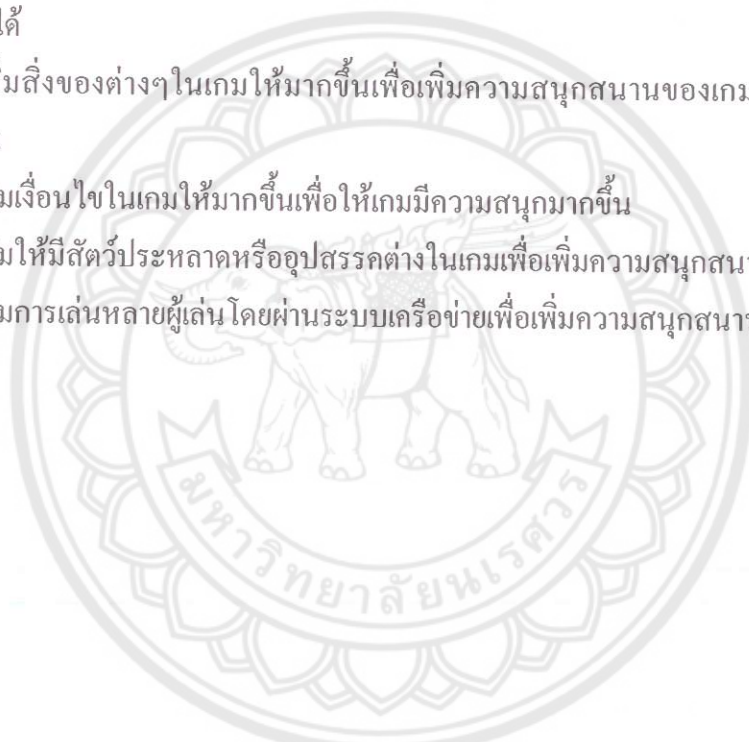 ได้
่มสิ่งของต่างๆในเกมให้มากขึ้นเพื่อเพิ่มความสนุกสนานของเกม
มเงื่อนไขในเกมให้มากขึ้นเพื่อให้เกมมีความสนุกมากขึ้น
่มให้มีสัตว์ประหลาดหรืออุปสรรคต่างในเกมเพื่อเพิ่มความสนุกสนา
มการเล่นหลายผู้เล่นโดยผ่านระบบเครือข่ายเพื่อเพิ่มความสนุกสนาน
มหาวิทยาลัยนเรศวร